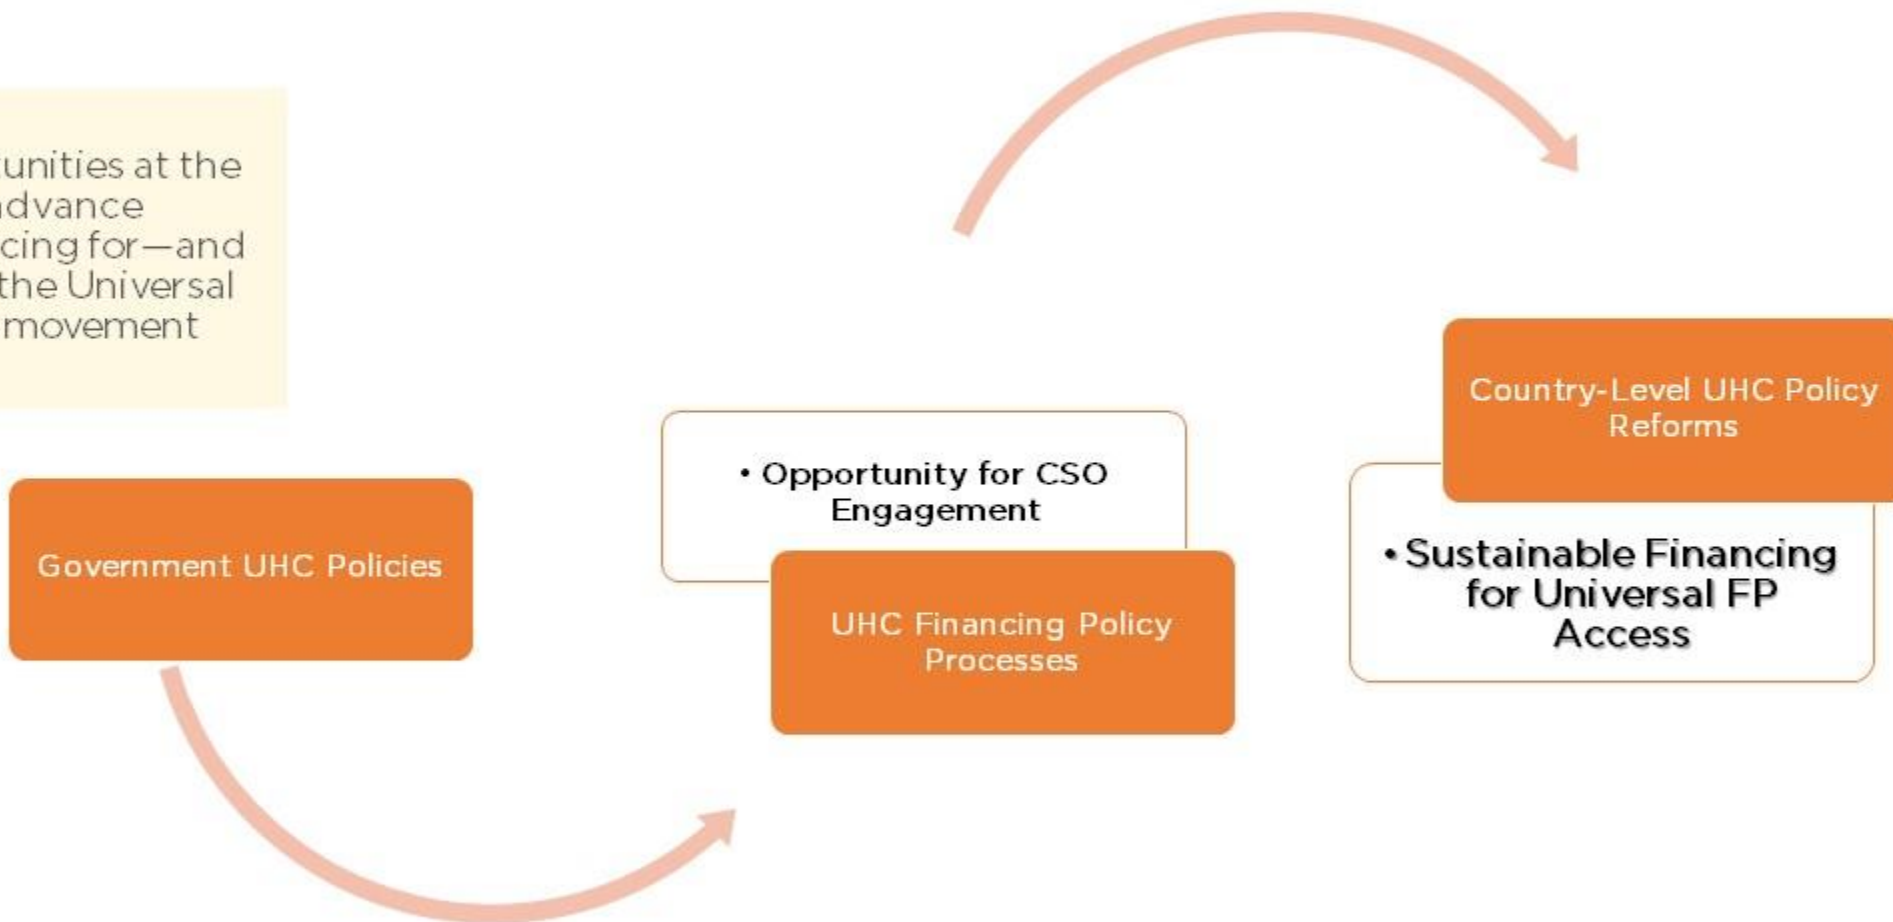 unities at the
advance
cing for—and
the Universal
movement
Government UHC Policies
• Opportunity for CSO
Engagement
UHC Financing Policy
Processes
Country-Level UHC Policy
Reforms
• Sustainable Financing
for Universal FP
Access